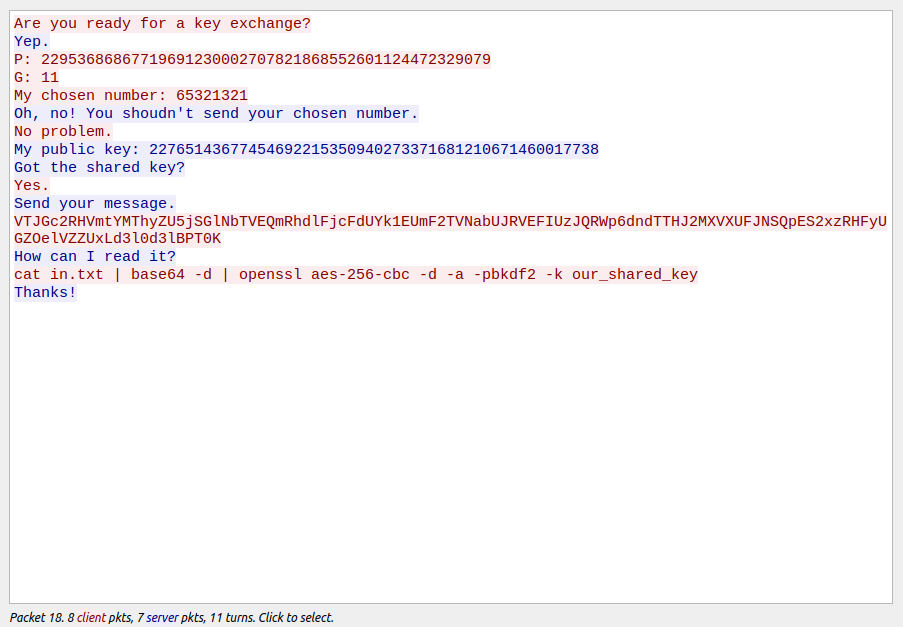 Are you ready for a key exchange?
Yep.
P: 22953686867719691230002707821868552601124472329079
G: 11
My chosen number: 65321321
Oh, no! You shoudn't send your chosen number.
No problem.
My public key: 22765143677454692215350940273371681210671460017738
Got the shared key?
Yes.
Send your message.
VTJGc2RHVmtYMThyZU5jSGlNbTVEQmRhdlFjcFdUYk1EUmF2TVNabUJRVEFIUzJQRWp6dndTTHJ2MXVXUFJNSQpES2xzRHFyU
GZOelVZZUxLd3l0d3lBPT0K
How can I read it?
cat in.txt | base64 -d | openssl aes-256-cbc -d -a -pbkdf2 -k our_shared_key
Thanks!
Packet 18. 8 client pkts, 7 server pkts, 11 turns. Click to select.